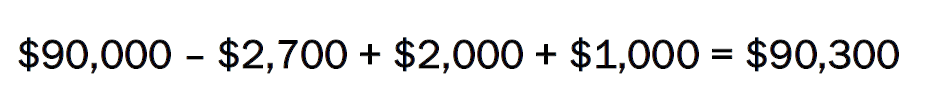 $90,000 – $2,700 + $2,000 + $1,000 = $90,300